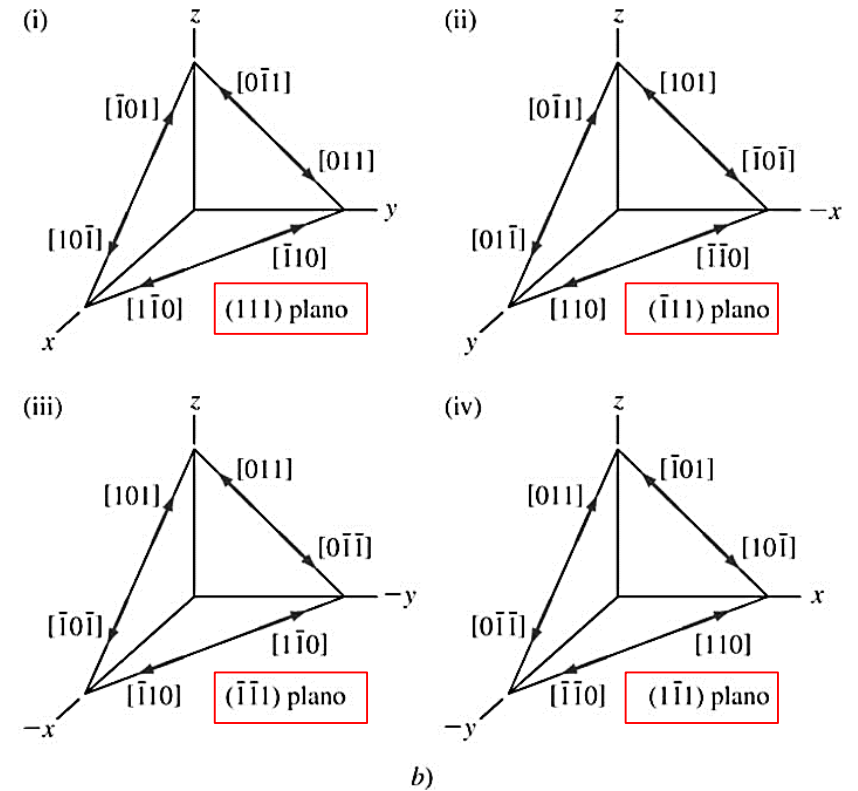 (i)
z
[01̄1]
[1̄01]
[011]
y
[101̄]
[1̄10]
[11̄0]
(111) plano
x
(ii)
z
[101]
[01̄1]
[1̄01̄]
−x
[011̄]
[1̄1̄0]
[110]
(1̄11) plano
y
(iii)
z
[011]
[101]
[01̄1̄]
−y
[1̄01̄]
[11̄0]
[1̄10]
(1̄1̄1) plano
−x
(iv)
z
[1̄01]
[011]
[101̄]
x
[01̄1̄]
[110]
[1̄1̄0]
(11̄1) plano
−y
b)